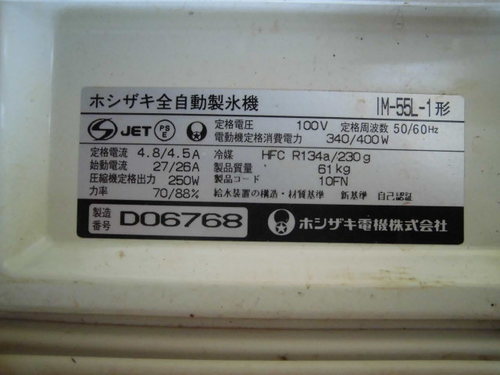 ホシザキ全自動製氷機 IM-55L-1形
JET PSE 定格電圧 100V 定格周波数 50/60Hz
電動機定格消費電力 340/400W
定格電流 4.8/4.5A 冷媒 HFC R134a/230g
始動電流 27/26A 製品質量 61kg
圧縮機定格出力 250W 製品コード 10FN
力率 70/88% 給水装置の構造・材質基準 新基準 自己認証
製造番号 D06768 ホシザキ電機株式会社